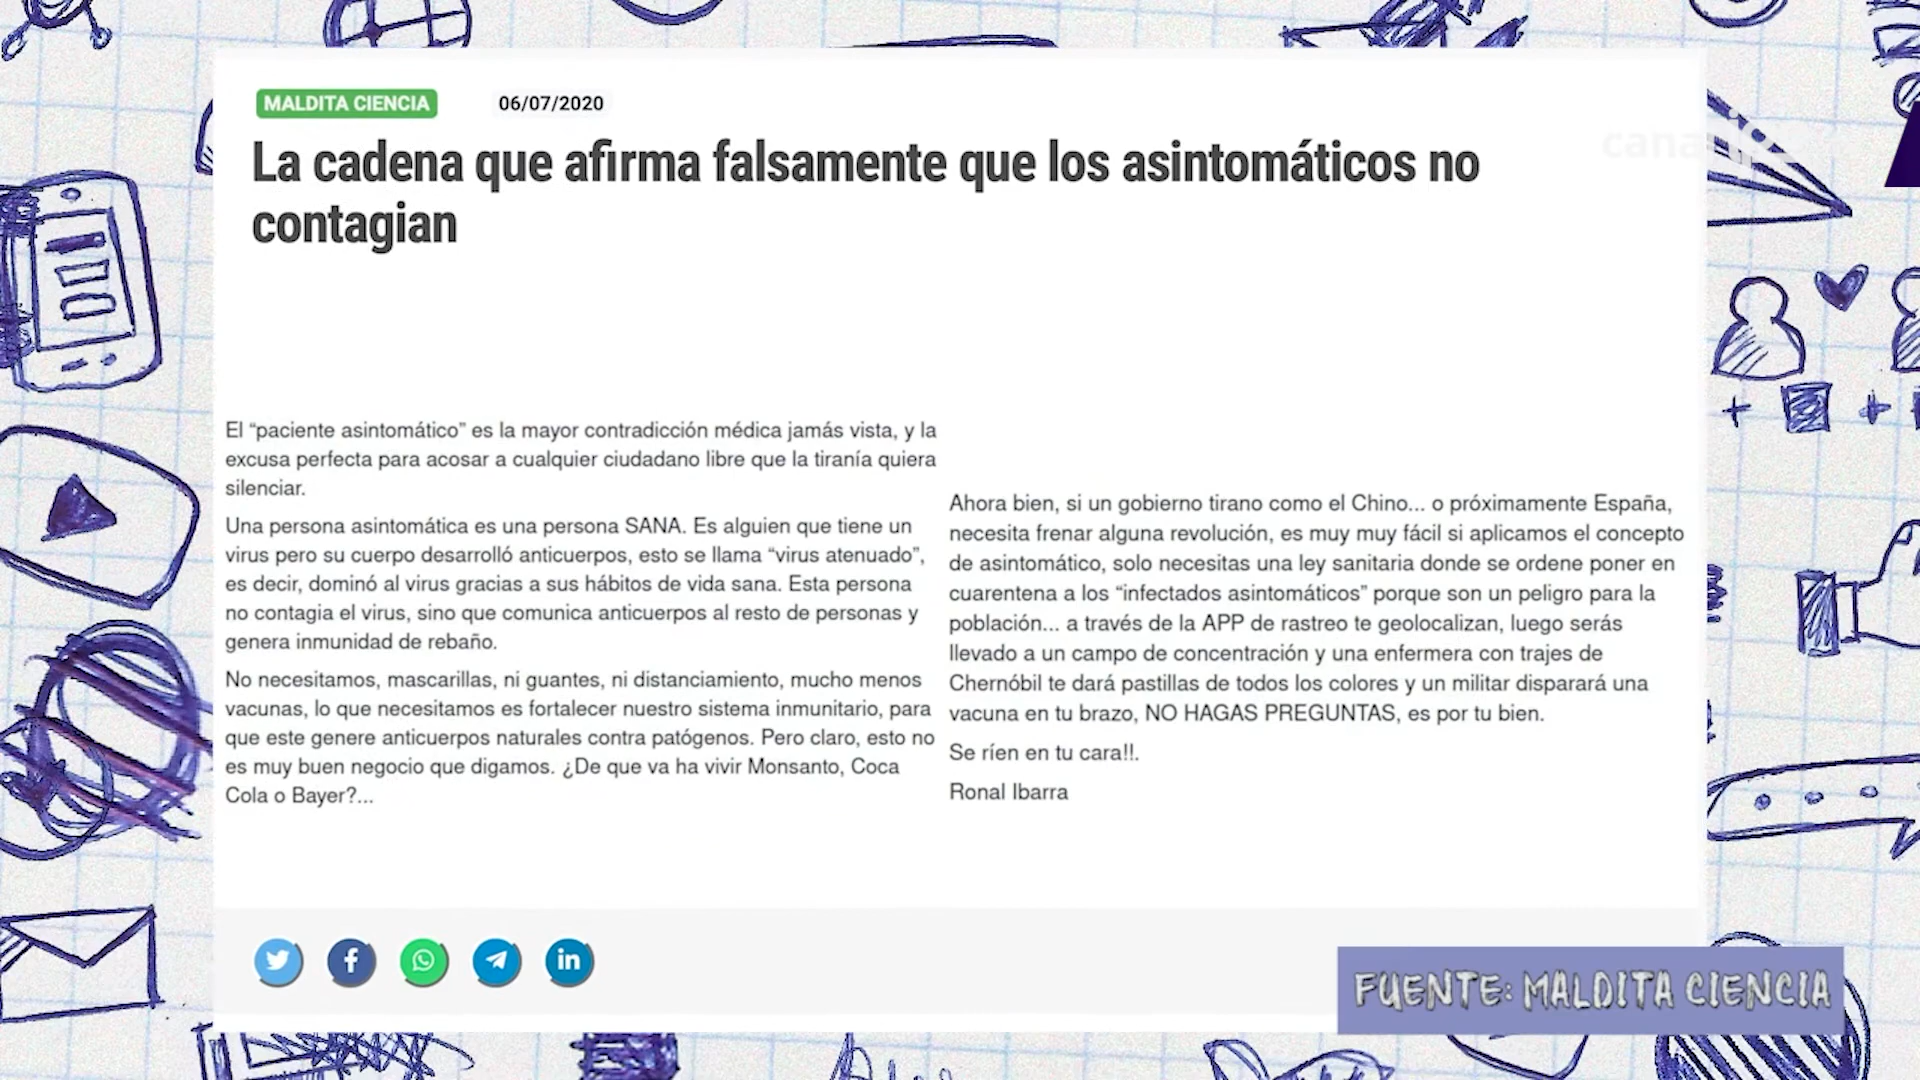 MALDITA CIENCIA
06/07/2020
La cadena que afirma falsamente que los asintomáticos no
contagian
El “paciente asintomático” es la mayor contradicción médica jamás vista, y la
excusa perfecta para acosar a cualquier ciudadano libre que la tiranía quiera
silenciar.
Una persona asintomática es una persona SANA. Es alguien que tiene un
virus pero su cuerpo desarrolló anticuerpos, esto se llama “virus atenuado”,
es decir, dominó al virus gracias a sus hábitos de vida sana. Esta persona
no contagia el virus, sino que comunica anticuerpos al resto de personas y
genera inmunidad de rebaño.
No necesitamos, mascarillas, ni guantes, ni distanciamiento, mucho menos
vacunas, lo que necesitamos es fortalecer nuestro sistema inmunitario, para
que este genere anticuerpos naturales contra patógenos. Pero claro, esto no
es muy buen negocio que digamos. ¿De que va ha vivir Monsanto, Coca
Cola o Bayer?...
Ahora bien, si un gobierno tirano como el Chino... o próximamente España,
necesita frenar alguna revolución, es muy muy fácil si aplicamos el concepto
de asintomático, solo necesitas una ley sanitaria donde se ordene poner en
cuarentena a los “infectados asintomáticos” porque son un peligro para la
población... a través de la APP de rastreo te geolocalizan, luego serás
llevado a un campo de concentración y una enfermera con trajes de
Chernóbil te dará pastillas de todos los colores y un militar disparará una
vacuna en tu brazo, NO HAGAS PREGUNTAS, es por tu bien.
Se ríen en tu cara!!.
Ronal Ibarra
FUENTE: MALDITA CIENCIA